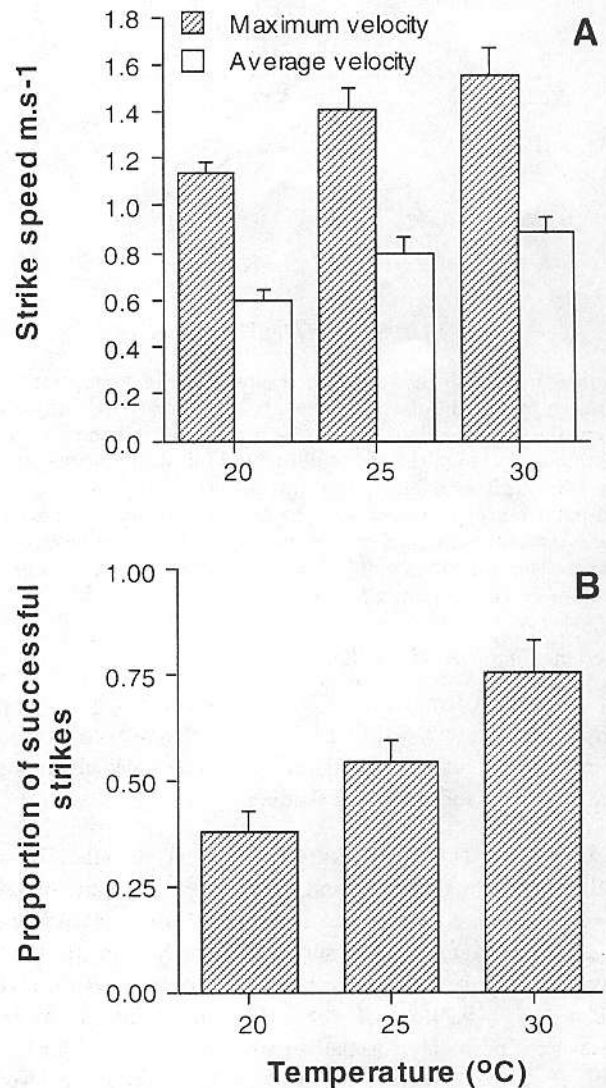 Maximum velocity
Average velocity
A
Strike speed m.s-1
1.8
1.6
1.4
1.2
1.0
0.8
0.6
0.4
0.2
0.0
20 25 30
B
Proportion of successful
strikes
1.00
0.75
0.50
0.25
0.00
20 25 30
Temperature (ºC)